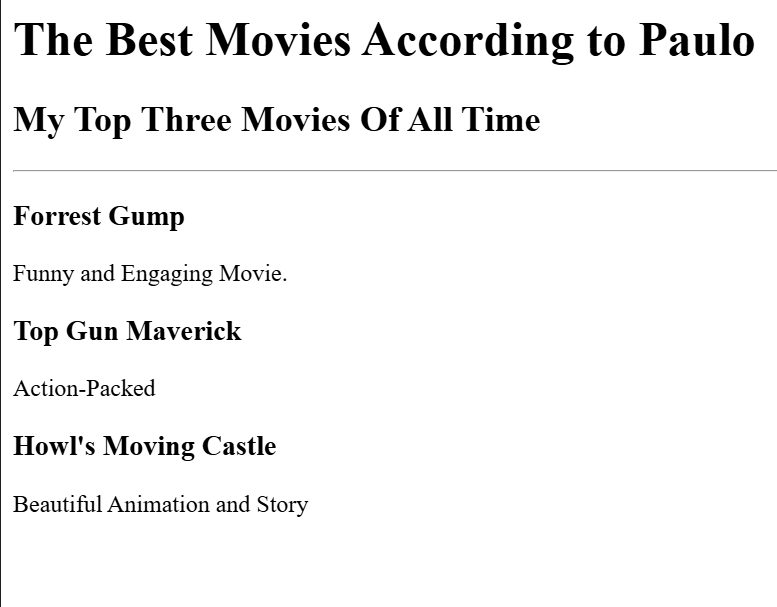 The Best Movies According to Paulo
My Top Three Movies Of All Time
Forrest Gump
Funny and Engaging Movie.
Top Gun Maverick
Action-Packed
Howl's Moving Castle
Beautiful Animation and Story